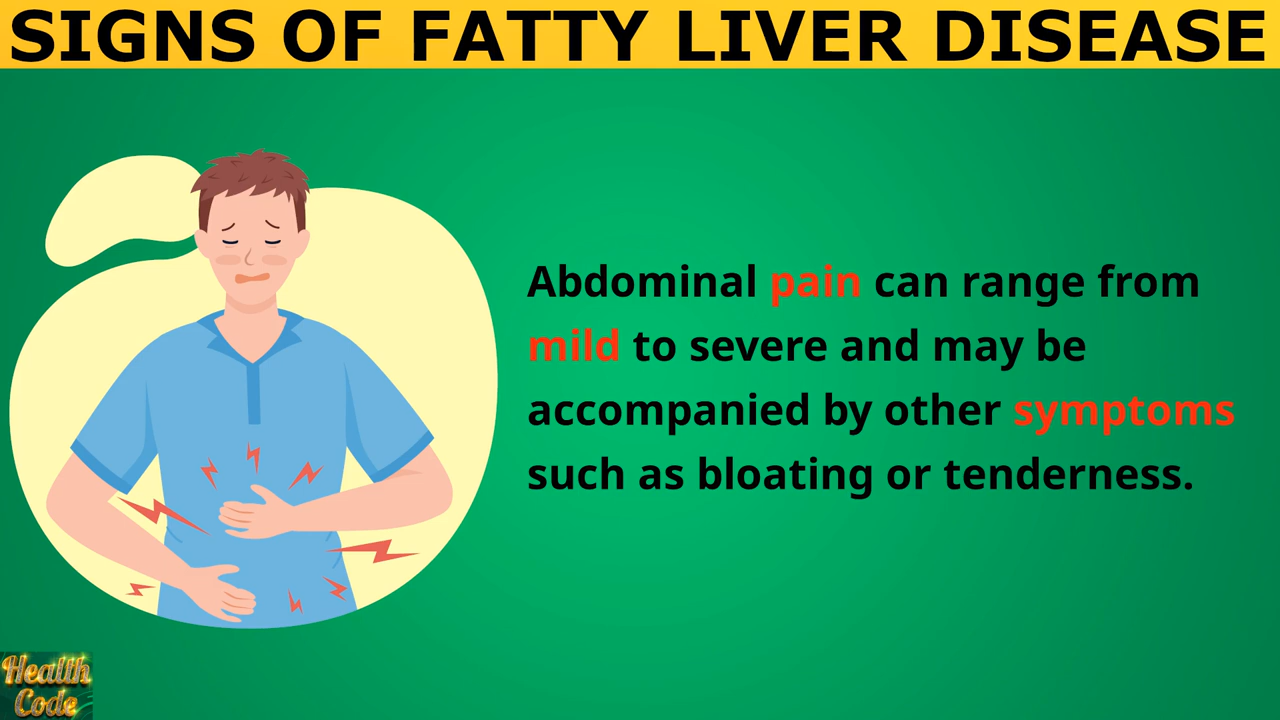 SIGNS OF FATTY LIVER DISEASE
Abdominal pain can range from
mild to severe and may be
accompanied by other symptoms
such as bloating or tenderness.
Health
Code